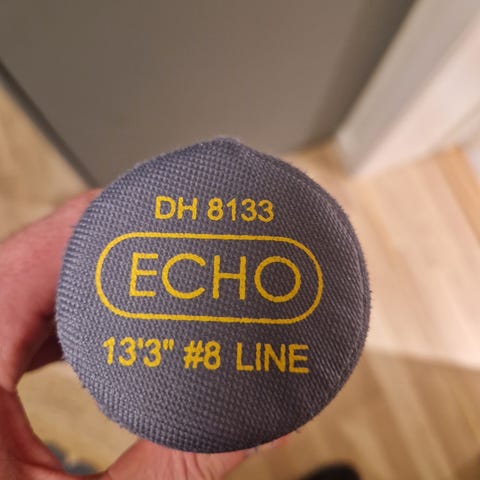 DH 8133
ECHO
13'3" #8 LINE